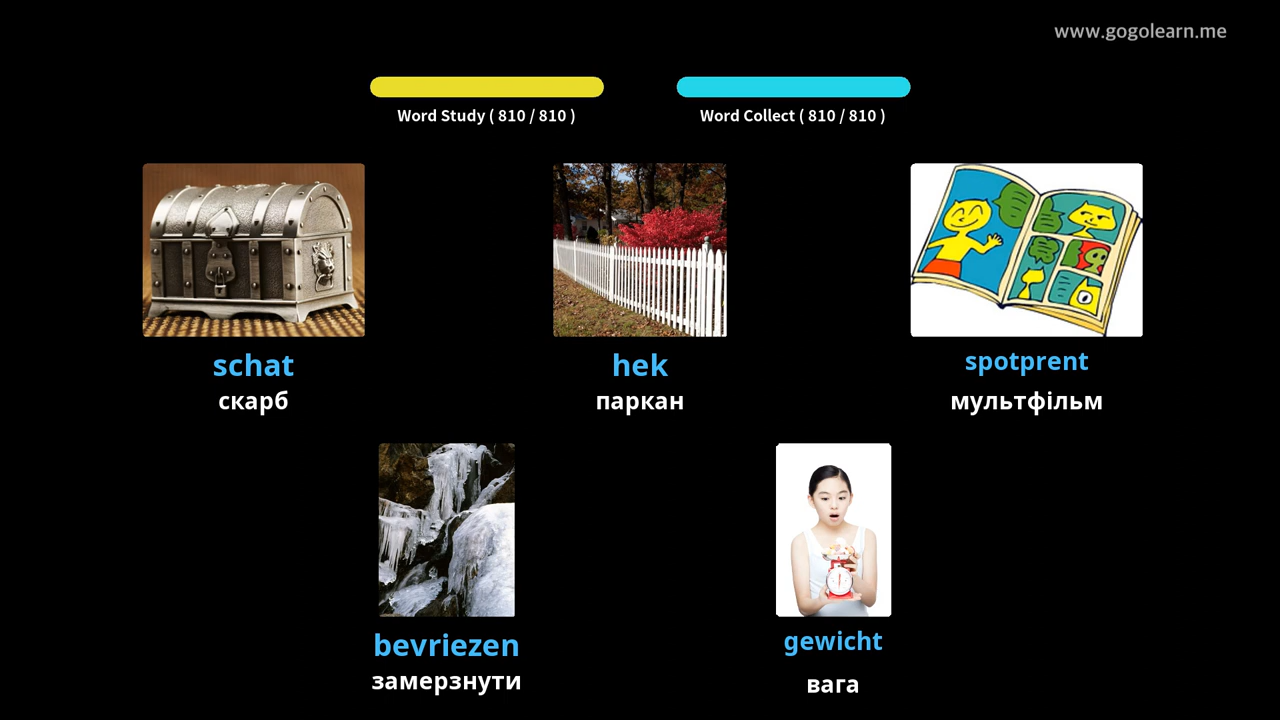 www.gogolearn.me
Word Study ( 810 / 810 )
Word Collect ( 810 / 810 )
schat
скарб
hek
паркан
spotprent
мультфільм
bevriezen
замерзнути
gewicht
вага